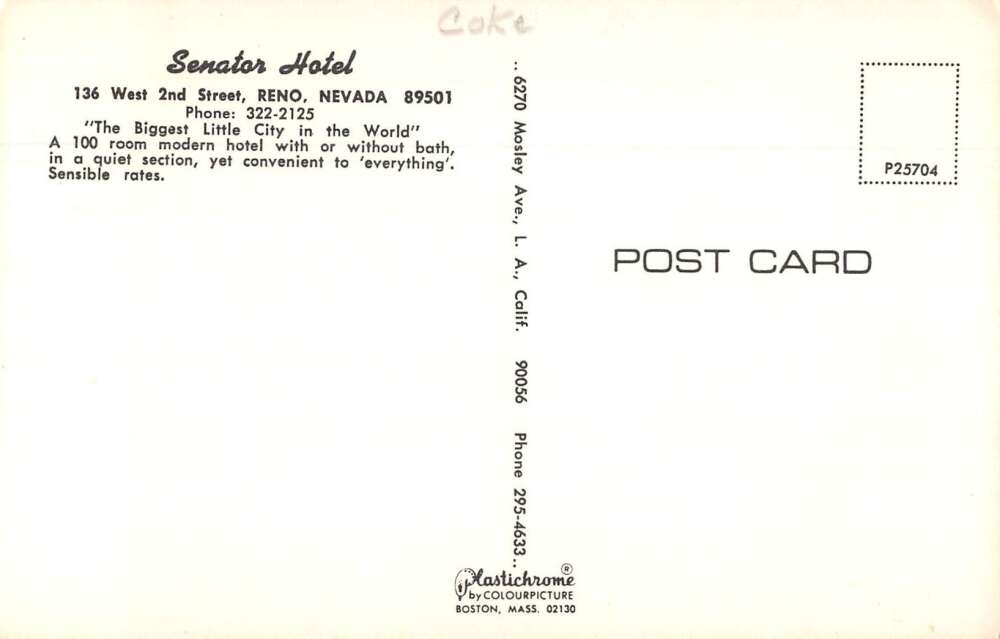 Coke
Senator Hotel
136 West 2nd Street, RENO, NEVADA 89501
Phone: 322-2125
"The Biggest Little City in the World"
A 100 room modern hotel with or without bath,
in a quiet section, yet convenient to 'everything'.
Sensible rates.
.. 6270 Mosley Ave., L. A., Calif. 90056 Phone 295-4633..
P25704
POST CARD
Plastichrome ®
by COLOURPICTURE
BOSTON, MASS. 02130